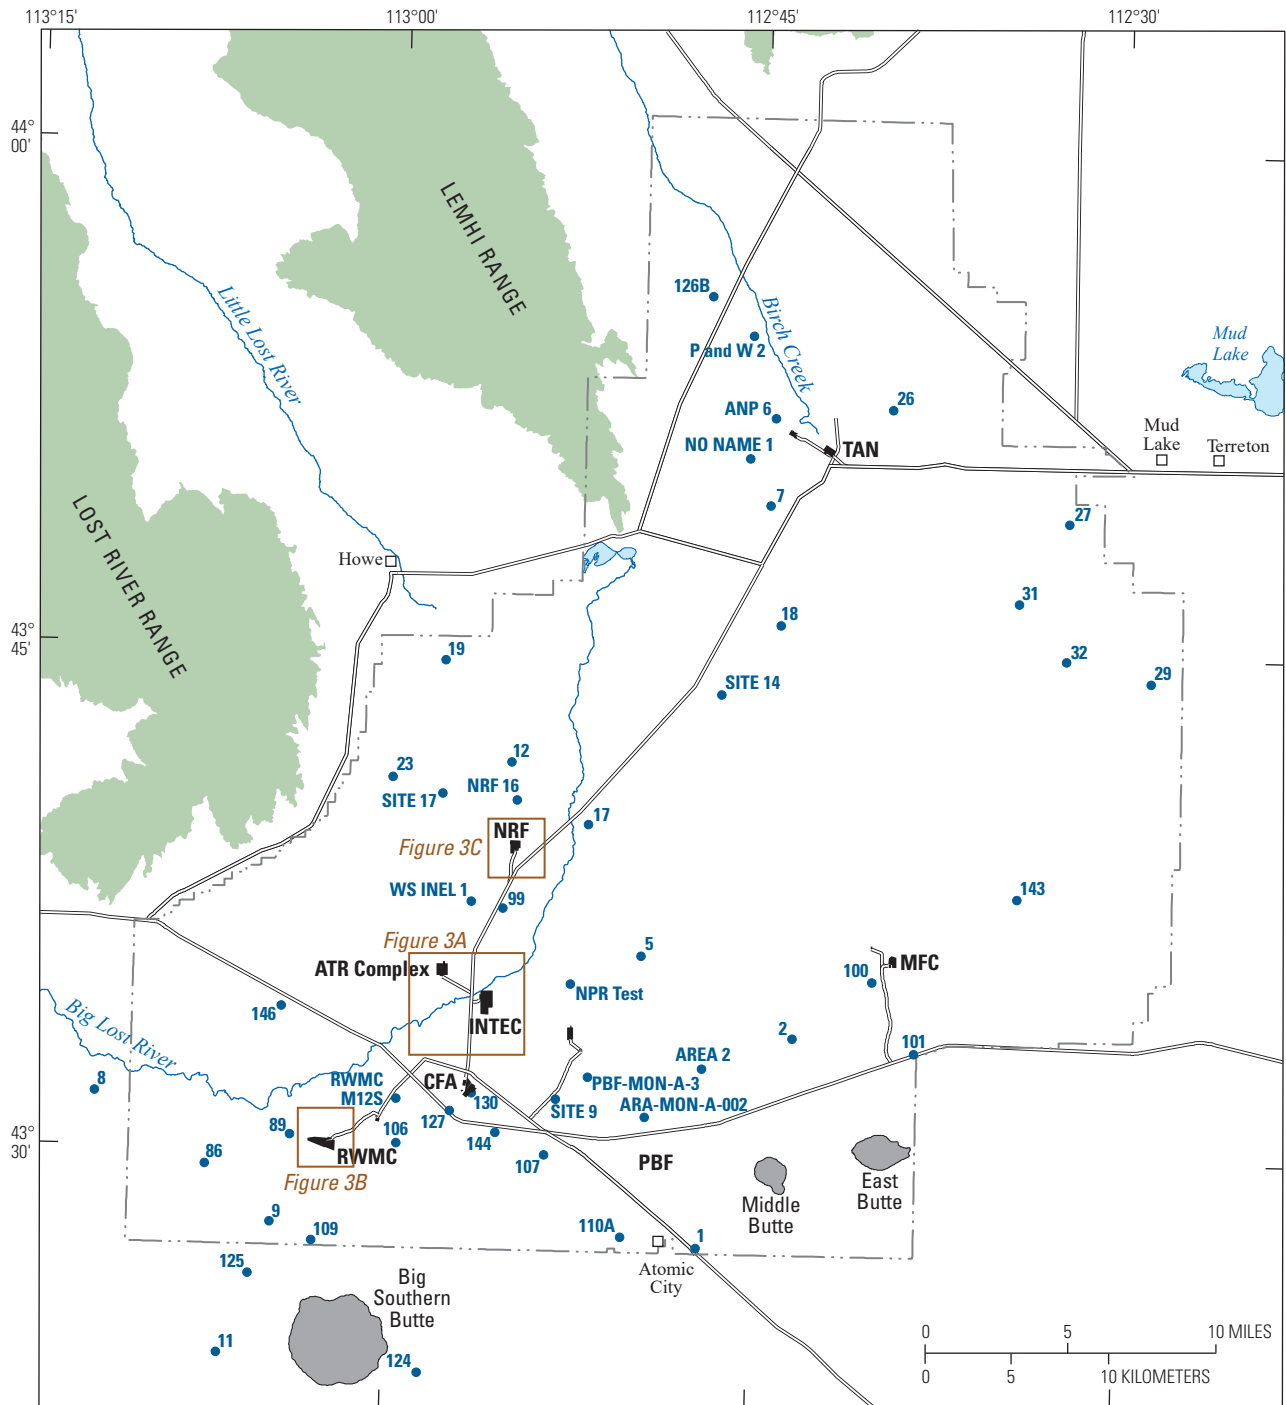 113°15'
113°00'
112°45'
112°30'
44°
00'
LEMHI RANGE
Little Lost River
126B
Birch Creek
P and W 2
Mud
Lake
ANP 6
26
NO NAME 1
TAN
Mud
Lake
Terreton
7
27
LOST RIVER RANGE
Howe
31
18
43°
45'
19
32
29
SITE 14
12
23
NRF 16
SITE 17
17
NRF
Figure 3C
WS INEL 1
99
143
Figure 3A
5
ATR Complex
MFC
100
NPR Test
146
INTEC
Big Lost River
2
101
AREA 2
8
RWMC
M12S
CFA
130
PBF-MON-A-3
SITE 9
ARA-MON-A-002
127
89
106
144
43°
30'
86
RWMC
107
PBF
Figure 3B
East
Butte
Middle
Butte
9
109
110A
1
125
Atomic
City
Big
Southern
Butte
11
124
0
5
10 MILES
0
5
10 KILOMETERS